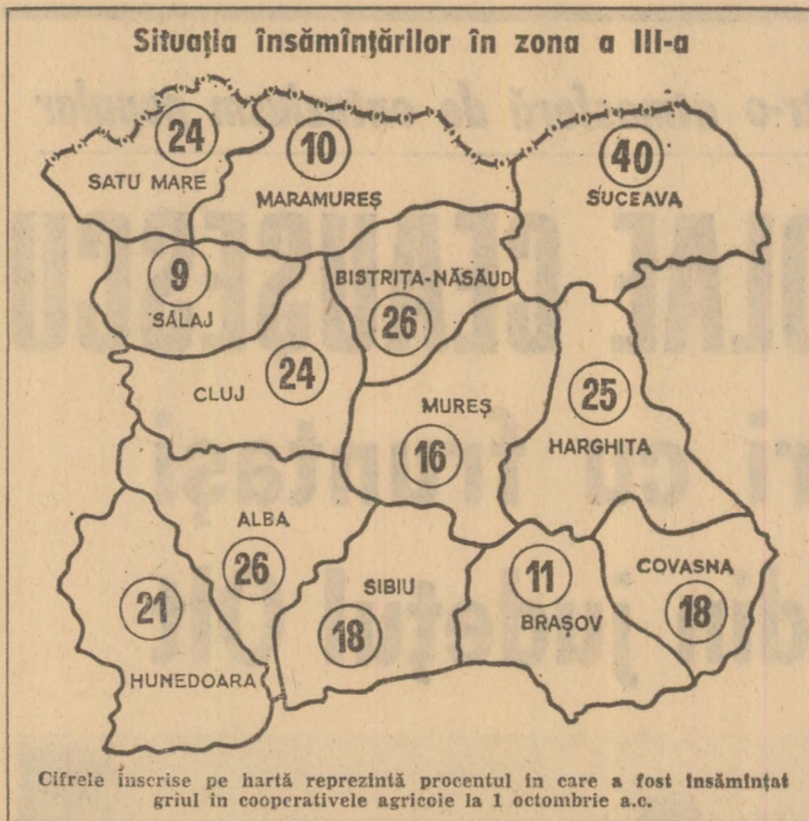 Situația însămînțărilor în zona a III-a
24
SATU MARE
10
MARAMUREȘ
40
SUCEAVA
9
SĂLAJ
BISTRIȚA-NĂSĂUD
26
CLUJ
24
MUREȘ
16
25
HARGHITA
ALBA
26
21
HUNEDOARA
SIBIU
18
11
BRAȘOV
COVASNA
18
Cifrele înscrise pe hartă reprezintă procentul în care a fost însămînțat
grîul în cooperativele agricole la 1 octombrie a.c.